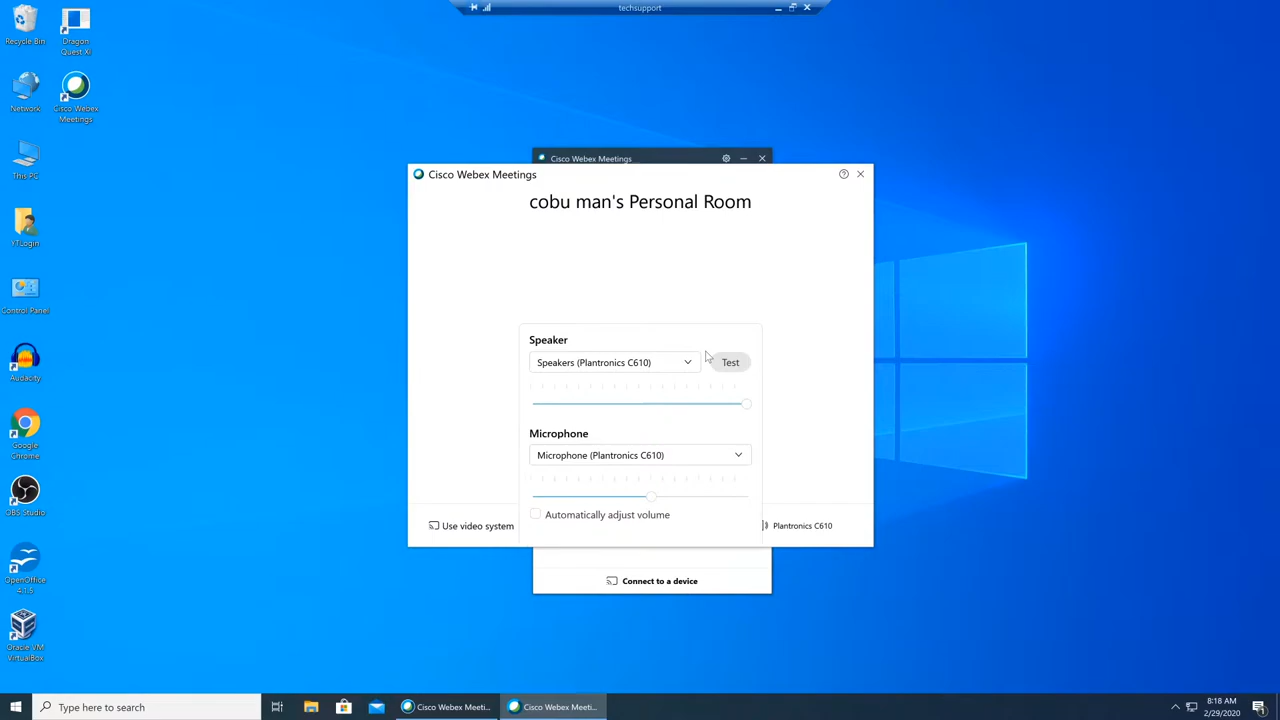 techsupport
Recycle Bin
Dragon
Quest XI
Network
Cisco Webex
Meetings
This PC
YTLogin
Control Panel
Audacity
Google
Chrome
OBS Studio
OpenOffice
4.1.6
Oracle VM
VirtualBox
Cisco Webex Meetings
Cisco Webex Meetings
cobu man's Personal Room
Speaker
Speakers (Plantronics C610)
Test
Microphone
Microphone (Plantronics C610)
Automatically adjust volume
Use video system
Plantronics C610
Connect to a device
Type here to search
Cisco Webex Meeti...
Cisco Webex Meeti...
8:18 AM
2/29/2020